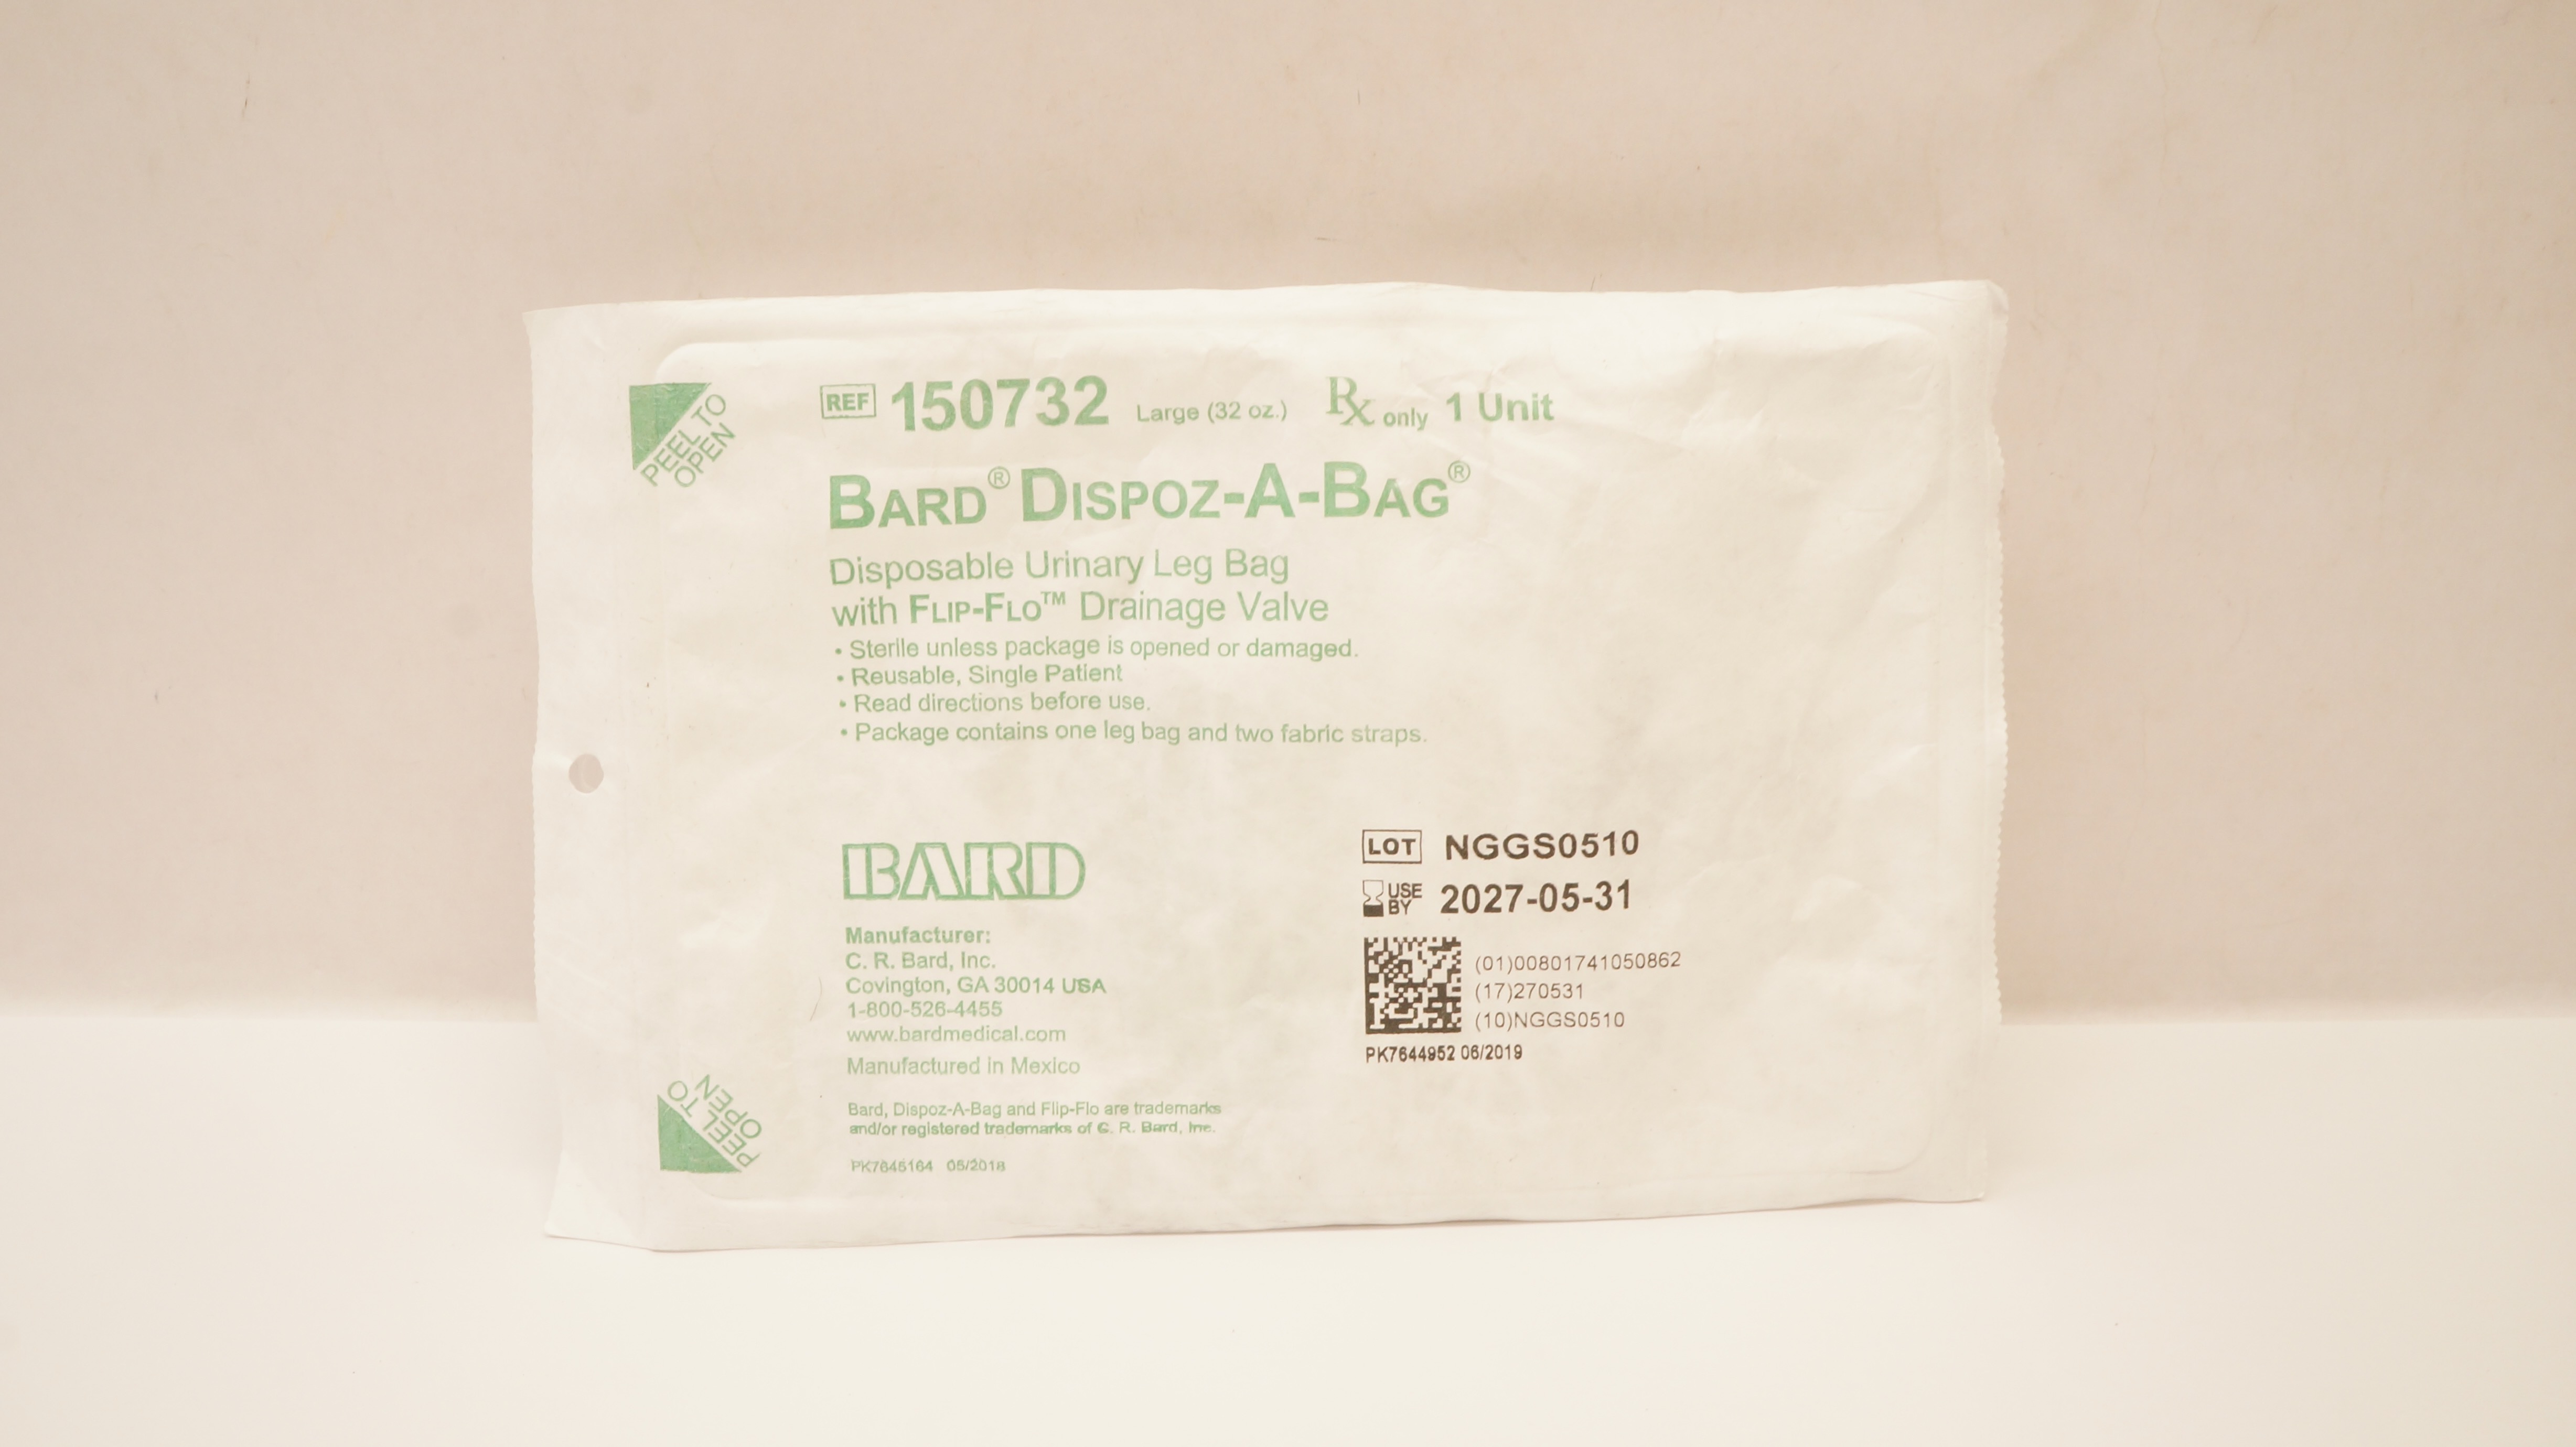 PEEL TO
OPEN
REF 150732 Large (32 oz.) Rx only 1 Unit
BARD® DISPOZ-A-BAG®
Disposable Urinary Leg Bag
with FLIP-FLO™ Drainage Valve
• Sterile unless package is opened or damaged.
• Reusable, Single Patient
• Read directions before use.
• Package contains one leg bag and two fabric straps.
BARD
Manufacturer:
C. R. Bard, Inc.
Covington, GA 30014 USA
1-800-526-4455
www.bardmedical.com
Manufactured in Mexico
Bard, Dispoz-A-Bag and Flip-Flo are trademarks
and/or registered trademarks of C. R. Bard, Inc.
PK7645164 05/2018
LOT NGGS0510
USE
BY 2027-05-31
(01)00801741050862
(17)270531
(10)NGGS0510
PK7644952 06/2019
PEEL TO
OPEN